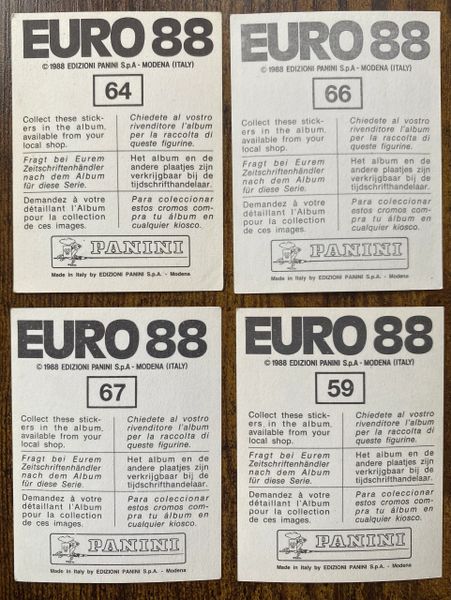 EURO 88
© 1988 EDIZIONI PANINI S.p.A - MODENA (ITALY)
64
Collect these stick-
ers in the album,
available from your
local shop.
Chiedete al vostro
rivenditore l'album
per la raccolta di
queste figurine.
Fragt bei Eurem
Zeitschriftenhändler
nach dem Album
für diese Serie.
Het album en de
andere plaatjes zijn
verkrijgbaar bij de
tijdschrifthandelaar.
Demandez à votre
détaillant l'Album
pour la collection
de ces images.
Para coleccionar
estos cromos com-
pra tu álbum en
cualquier kiosco.
PANINI
Made in Italy by EDIZIONI PANINI S.p.A. - Modena
EURO 88
© 1988 EDIZIONI PANINI S.p.A - MODENA (ITALY)
66
Collect these stick-
ers in the album,
available from your
local shop.
Chiedete al vostro
rivenditore l'album
per la raccolta di
queste figurine.
Fragt bei Eurem
Zeitschriftenhändler
nach dem Album
für diese Serie.
Het album en de
andere plaatjes zijn
verkrijgbaar bij de
tijdschrifthandelaar.
Demandez à votre
détaillant l'Album
pour la collection
de ces images.
Para coleccionar
estos cromos com-
pra tu álbum en
cualquier kiosco.
PANINI
Made in Italy by EDIZIONI PANINI S.p.A. - Modena
EURO 88
© 1988 EDIZIONI PANINI S.p.A - MODENA (ITALY)
67
Collect these stick-
ers in the album,
available from your
local shop.
Chiedete al vostro
rivenditore l'album
per la raccolta di
queste figurine.
Fragt bei Eurem
Zeitschriftenhändler
nach dem Album
für diese Serie.
Het album en de
andere plaatjes zijn
verkrijgbaar bij de
tijdschrifthandelaar.
Demandez à votre
détaillant l'Album
pour la collection
de ces images.
Para coleccionar
estos cromos com-
pra tu álbum en
cualquier kiosco.
PANINI
Made in Italy by EDIZIONI PANINI S.p.A. - Modena
EURO 88
© 1988 EDIZIONI PANINI S.p.A - MODENA (ITALY)
59
Collect these stick-
ers in the album,
available from your
local shop.
Chiedete al vostro
rivenditore l'album
per la raccolta di
queste figurine.
Fragt bei Eurem
Zeitschriftenhändler
nach dem Album
für diese Serie.
Het album en de
andere plaatjes zijn
verkrijgbaar bij de
tijdschrifthandelaar.
Demandez à votre
détaillant l'Album
pour la collection
de ces images.
Para coleccionar
estos cromos com-
pra tu álbum en
cualquier kiosco.
PANINI
Made in Italy by EDIZIONI PANINI S.p.A. - Modena